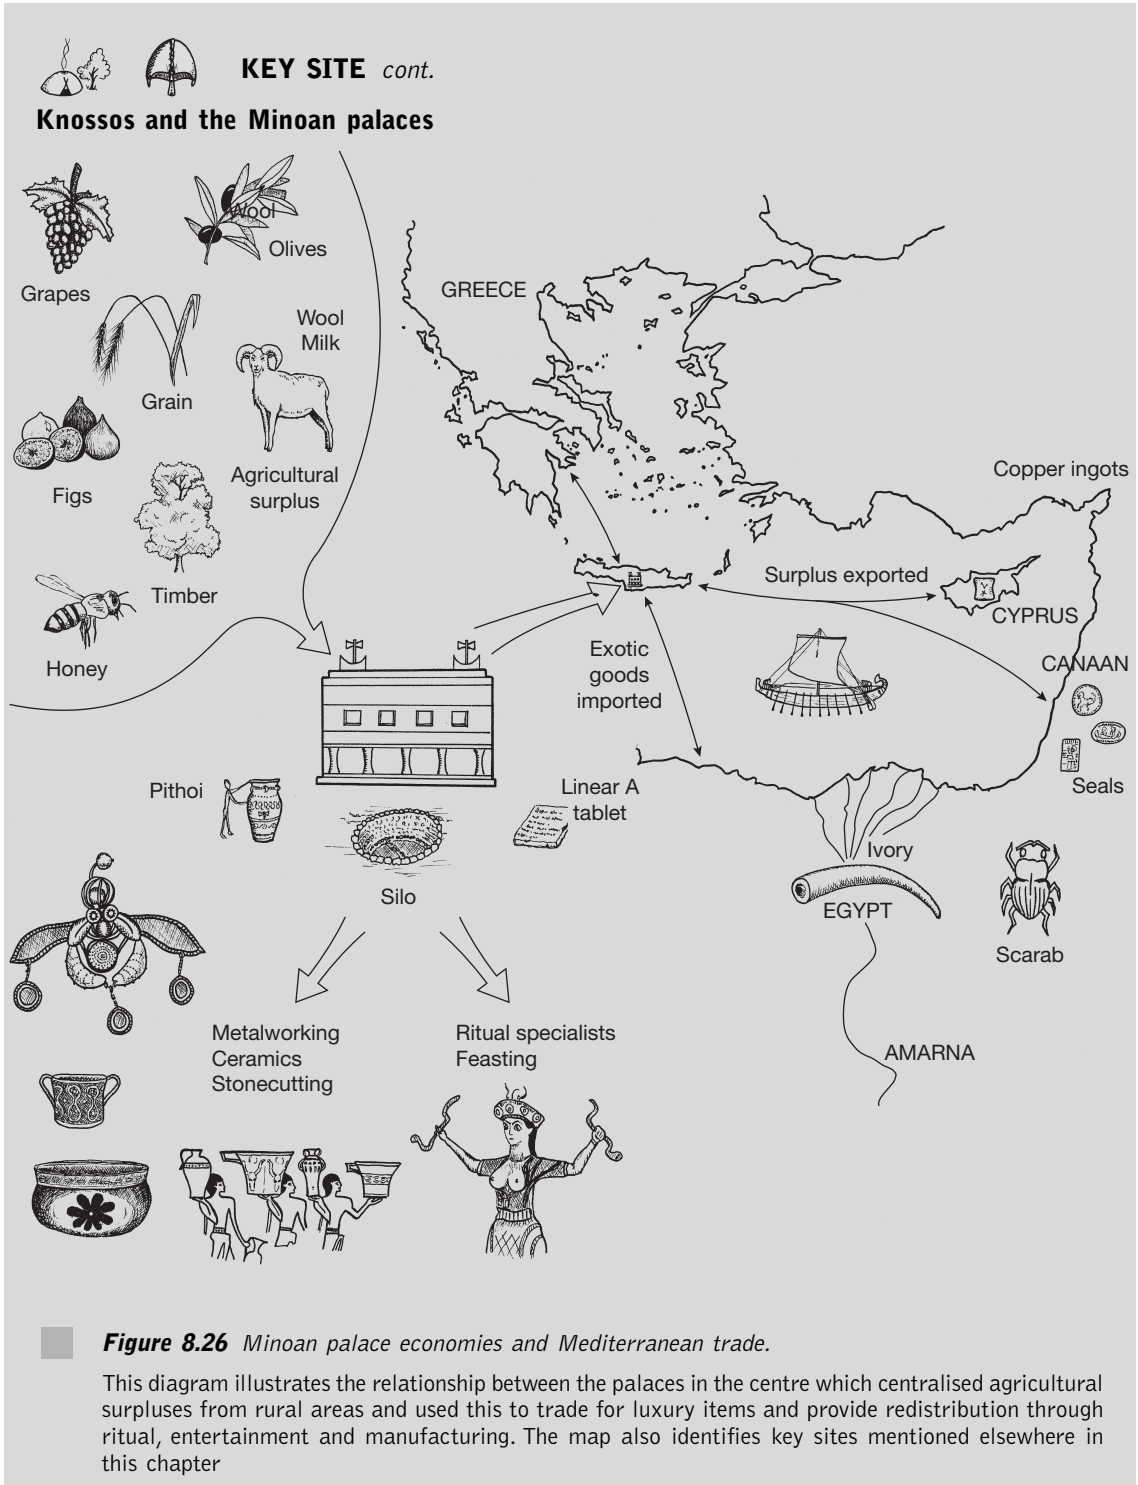 KEY SITE cont.
Knossos and the Minoan palaces
Wool
Olives
Grapes
GREECE
Wool
Milk
Grain
Agricultural
surplus
Figs
Timber
Honey
Copper ingots
Surplus exported
CYPRUS
CANAAN
Exotic
goods
imported
Seals
Pithoi
Linear A
tablet
Silo
Ivory
EGYPT
Scarab
AMARNA
Metalworking
Ceramics
Stonecutting
Ritual specialists
Feasting
Figure 8.26 Minoan palace economies and Mediterranean trade.
This diagram illustrates the relationship between the palaces in the centre which centralised agricultural
surpluses from rural areas and used this to trade for luxury items and provide redistribution through
ritual, entertainment and manufacturing. The map also identifies key sites mentioned elsewhere in
this chapter